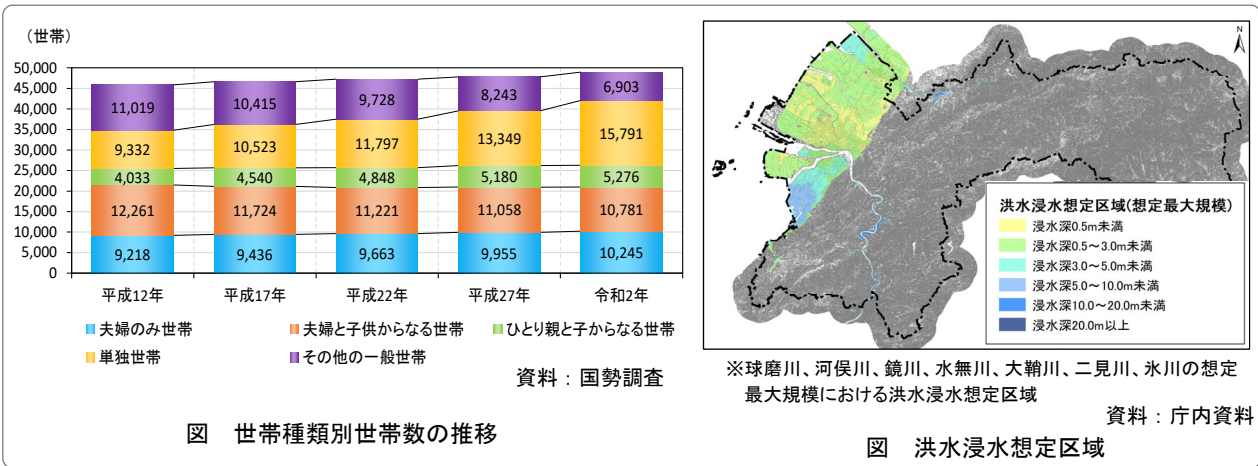 （世帯）
50,000
45,000
40,000
35,000
30,000
25,000
20,000
15,000
10,000
5,000
0
11,019
10,415
9,728
8,243
6,903
9,332
10,523
11,797
13,349
15,791
4,033
4,540
4,848
5,180
5,276
12,261
11,724
11,221
11,058
10,781
9,218
9,436
9,663
9,955
10,245
平成12年
平成17年
平成22年
平成27年
令和2年
夫婦のみ世帯
夫婦と子供からなる世帯
ひとり親と子からなる世帯
単独世帯
その他の一般世帯
資料：国勢調査
図　世帯種類別世帯数の推移
N
洪水浸水想定区域(想定最大規模)
浸水深0.5m未満
浸水深0.5～3.0m未満
浸水深3.0～5.0m未満
浸水深5.0～10.0m未満
浸水深10.0～20.0m未満
浸水深20.0m以上
※球磨川、河俣川、鏡川、水無川、大鞘川、二見川、氷川の想定
最大規模における洪水浸水想定区域
資料：庁内資料
図　洪水浸水想定区域